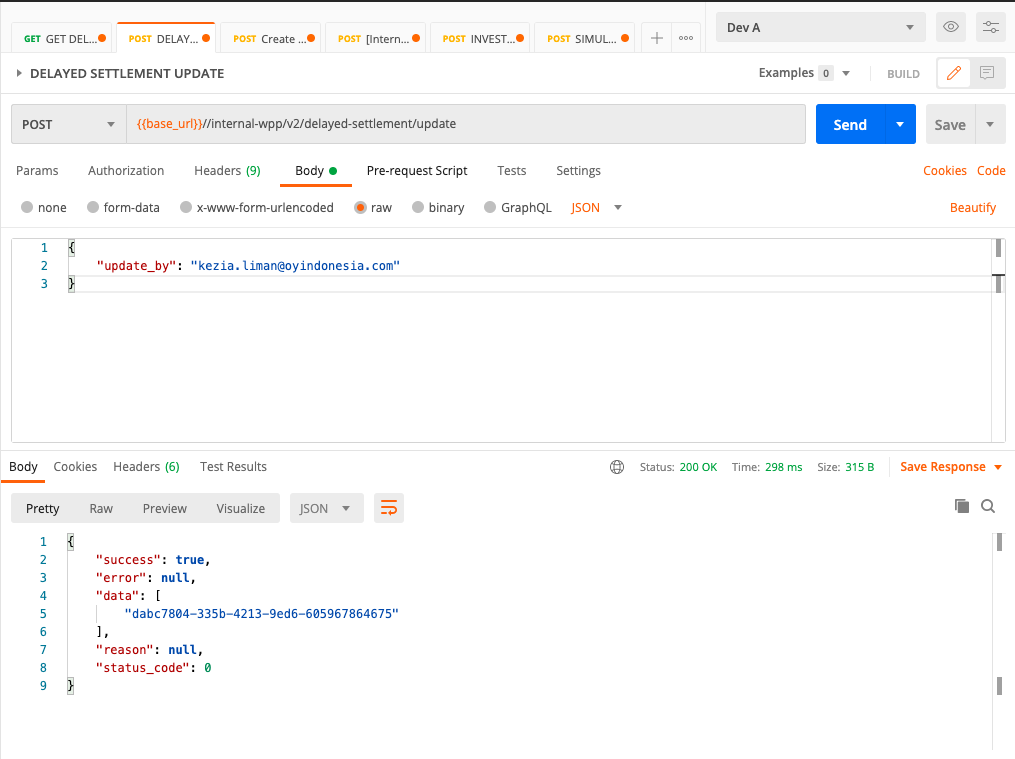 GET GET DEL...
POST DELAY...
POST Create ...
POST [Intern...
POST INVEST...
POST SIMUL...
Dev A
DELAYED SETTLEMENT UPDATE
Examples 0
BUILD
POST
{{base_url}}//internal-wpp/v2/delayed-settlement/update
Send
Save
Params Authorization Headers (9) Body Pre-request Script Tests Settings Cookies Code
none form-data x-www-form-urlencoded raw binary GraphQL JSON Beautify
1 {
2 "update_by": "kezia.liman@oyindonesia.com"
3 }
Body Cookies Headers (6) Test Results Status: 200 OK Time: 298 ms Size: 315 B Save Response
Pretty Raw Preview Visualize JSON
1 {
2 "success": true,
3 "error": null,
4 "data": [
5 "dabc7804-335b-4213-9ed6-605967864675"
6 ],
7 "reason": null,
8 "status_code": 0
9 }